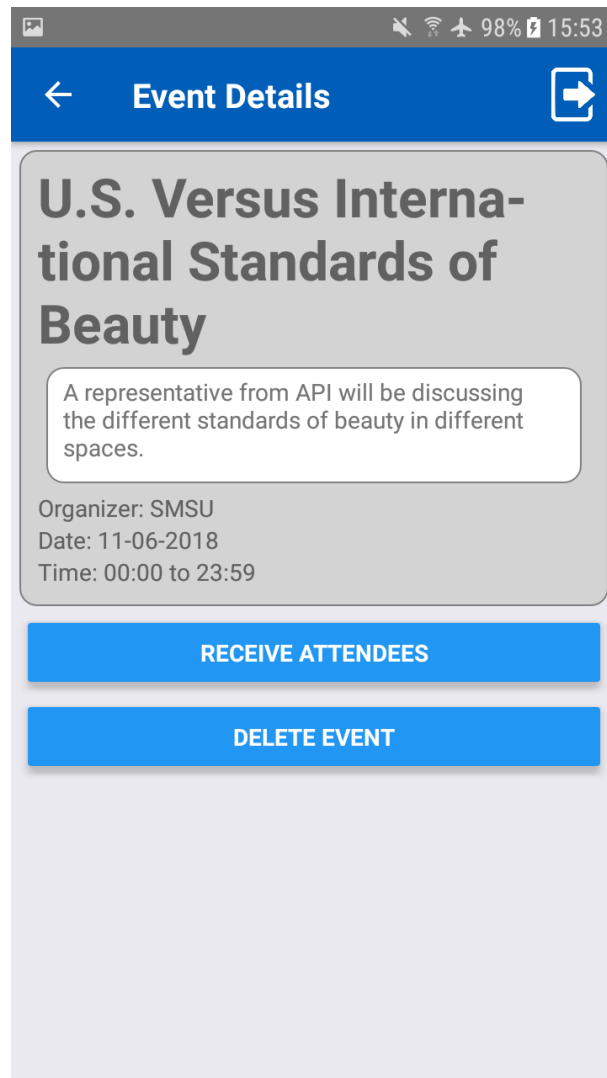 98% 15:53
Event Details
U.S. Versus Interna-
tional Standards of
Beauty
A representative from API will be discussing
the different standards of beauty in different
spaces.
Organizer: SMSU
Date: 11-06-2018
Time: 00:00 to 23:59
RECEIVE ATTENDEES
DELETE EVENT